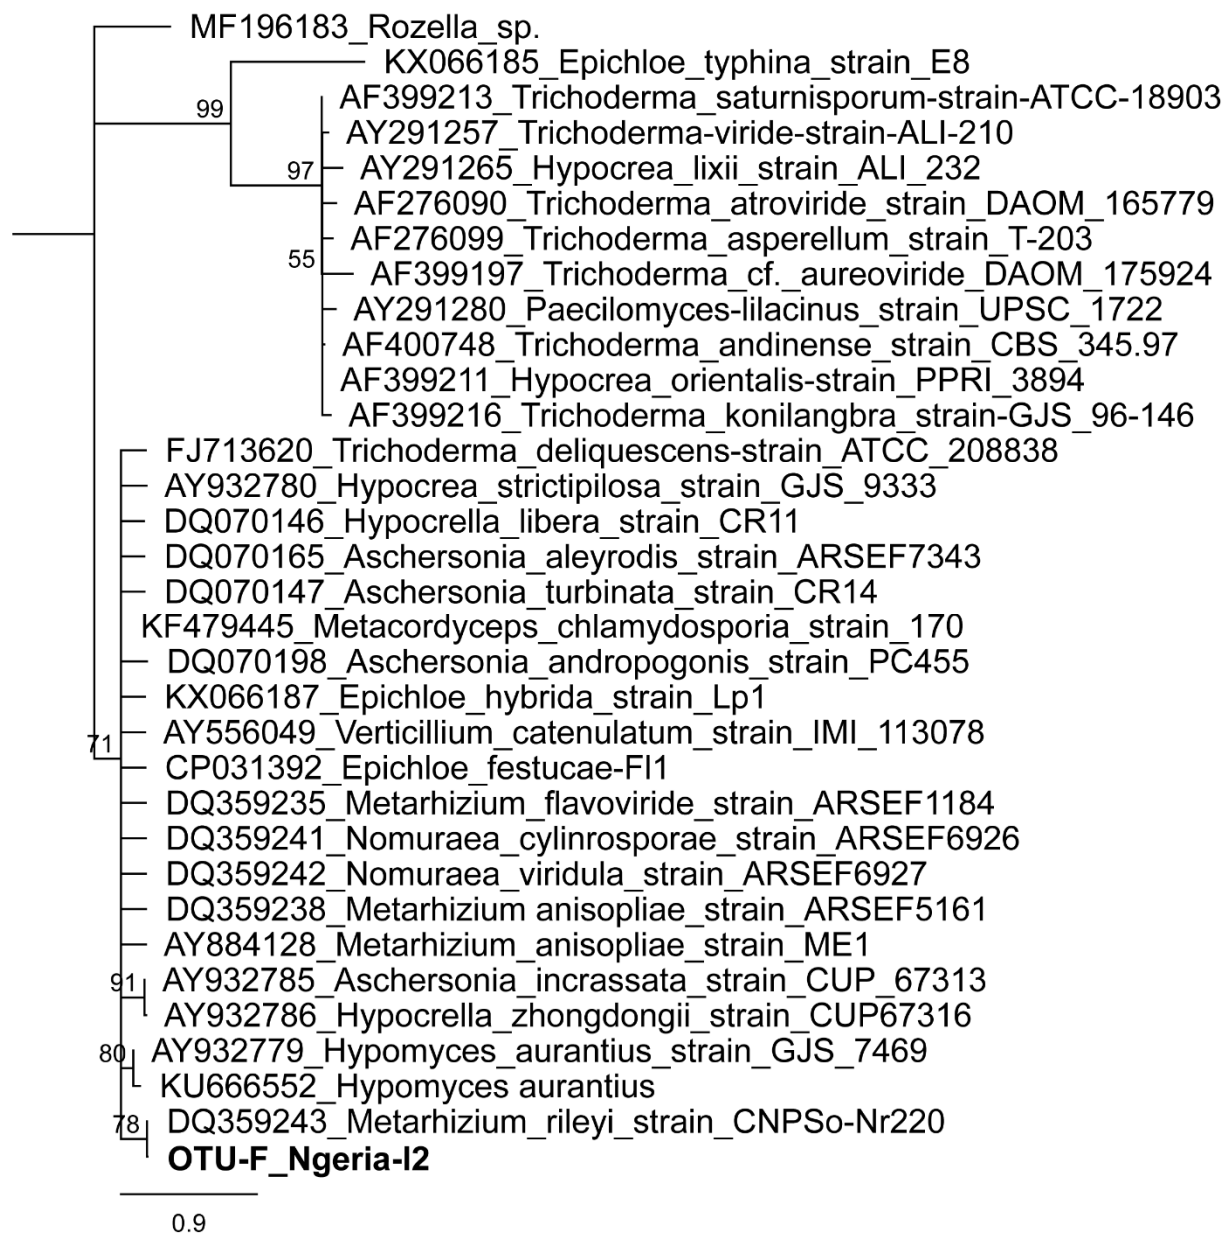 MF196183_Rozella_sp.
KX066185_Epichloe_typhina_strain_E8
99
AF399213_Trichoderma_saturnisporum-strain-ATCC-18903
AY291257_Trichoderma-viride-strain-ALI-210
97
AY291265_Hypocrea_lixii_strain_ALI_232
AF276090_Trichoderma_atroviride_strain_DAOM_165779
AF276099_Trichoderma_asperellum_strain_T-203
55
AF399197_Trichoderma_cf._aureoviride_DAOM_175924
AY291280_Paecilomyces-lilacinus_strain_UPSC_1722
AF400748_Trichoderma_andinense_strain_CBS_345.97
AF399211_Hypocrea_orientalis-strain_PPRI_3894
AF399216_Trichoderma_konilangbra_strain-GJS_96-146
FJ713620_Trichoderma_deliquescens-strain_ATCC_208838
AY932780_Hypocrea_strictipilosa_strain_GJS_9333
DQ070146_Hypocrella_libera_strain_CR11
DQ070165_Aschersonia_aleyrodis_strain_ARSEF7343
DQ070147_Aschersonia_turbinata_strain_CR14
KF479445_Metacordyceps_chlamydosporia_strain_170
DQ070198_Aschersonia_andropogonis_strain_PC455
KX066187_Epichloe_hybrida_strain_Lp1
71
AY556049_Verticillium_catenulatum_strain_IMI_113078
CP031392_Epichloe_festucae-Fl1
DQ359235_Metarhizium_flavoviride_strain_ARSEF1184
DQ359241_Nomuraea_cylinrosporae_strain_ARSEF6926
DQ359242_Nomuraea_viridula_strain_ARSEF6927
DQ359238_Metarhizium anisopliae_strain_ARSEF5161
AY884128_Metarhizium_anisopliae_strain_ME1
91
AY932785_Aschersonia_incrassata_strain_CUP_67313
AY932786_Hypocrella_zhongdongii_strain_CUP67316
80
AY932779_Hypomyces_aurantius_strain_GJS_7469
KU666552_Hypomyces aurantius
78
DQ359243_Metarhizium_rileyi_strain_CNPSo-Nr220
OTU-F_Ngeria-I2
0.9